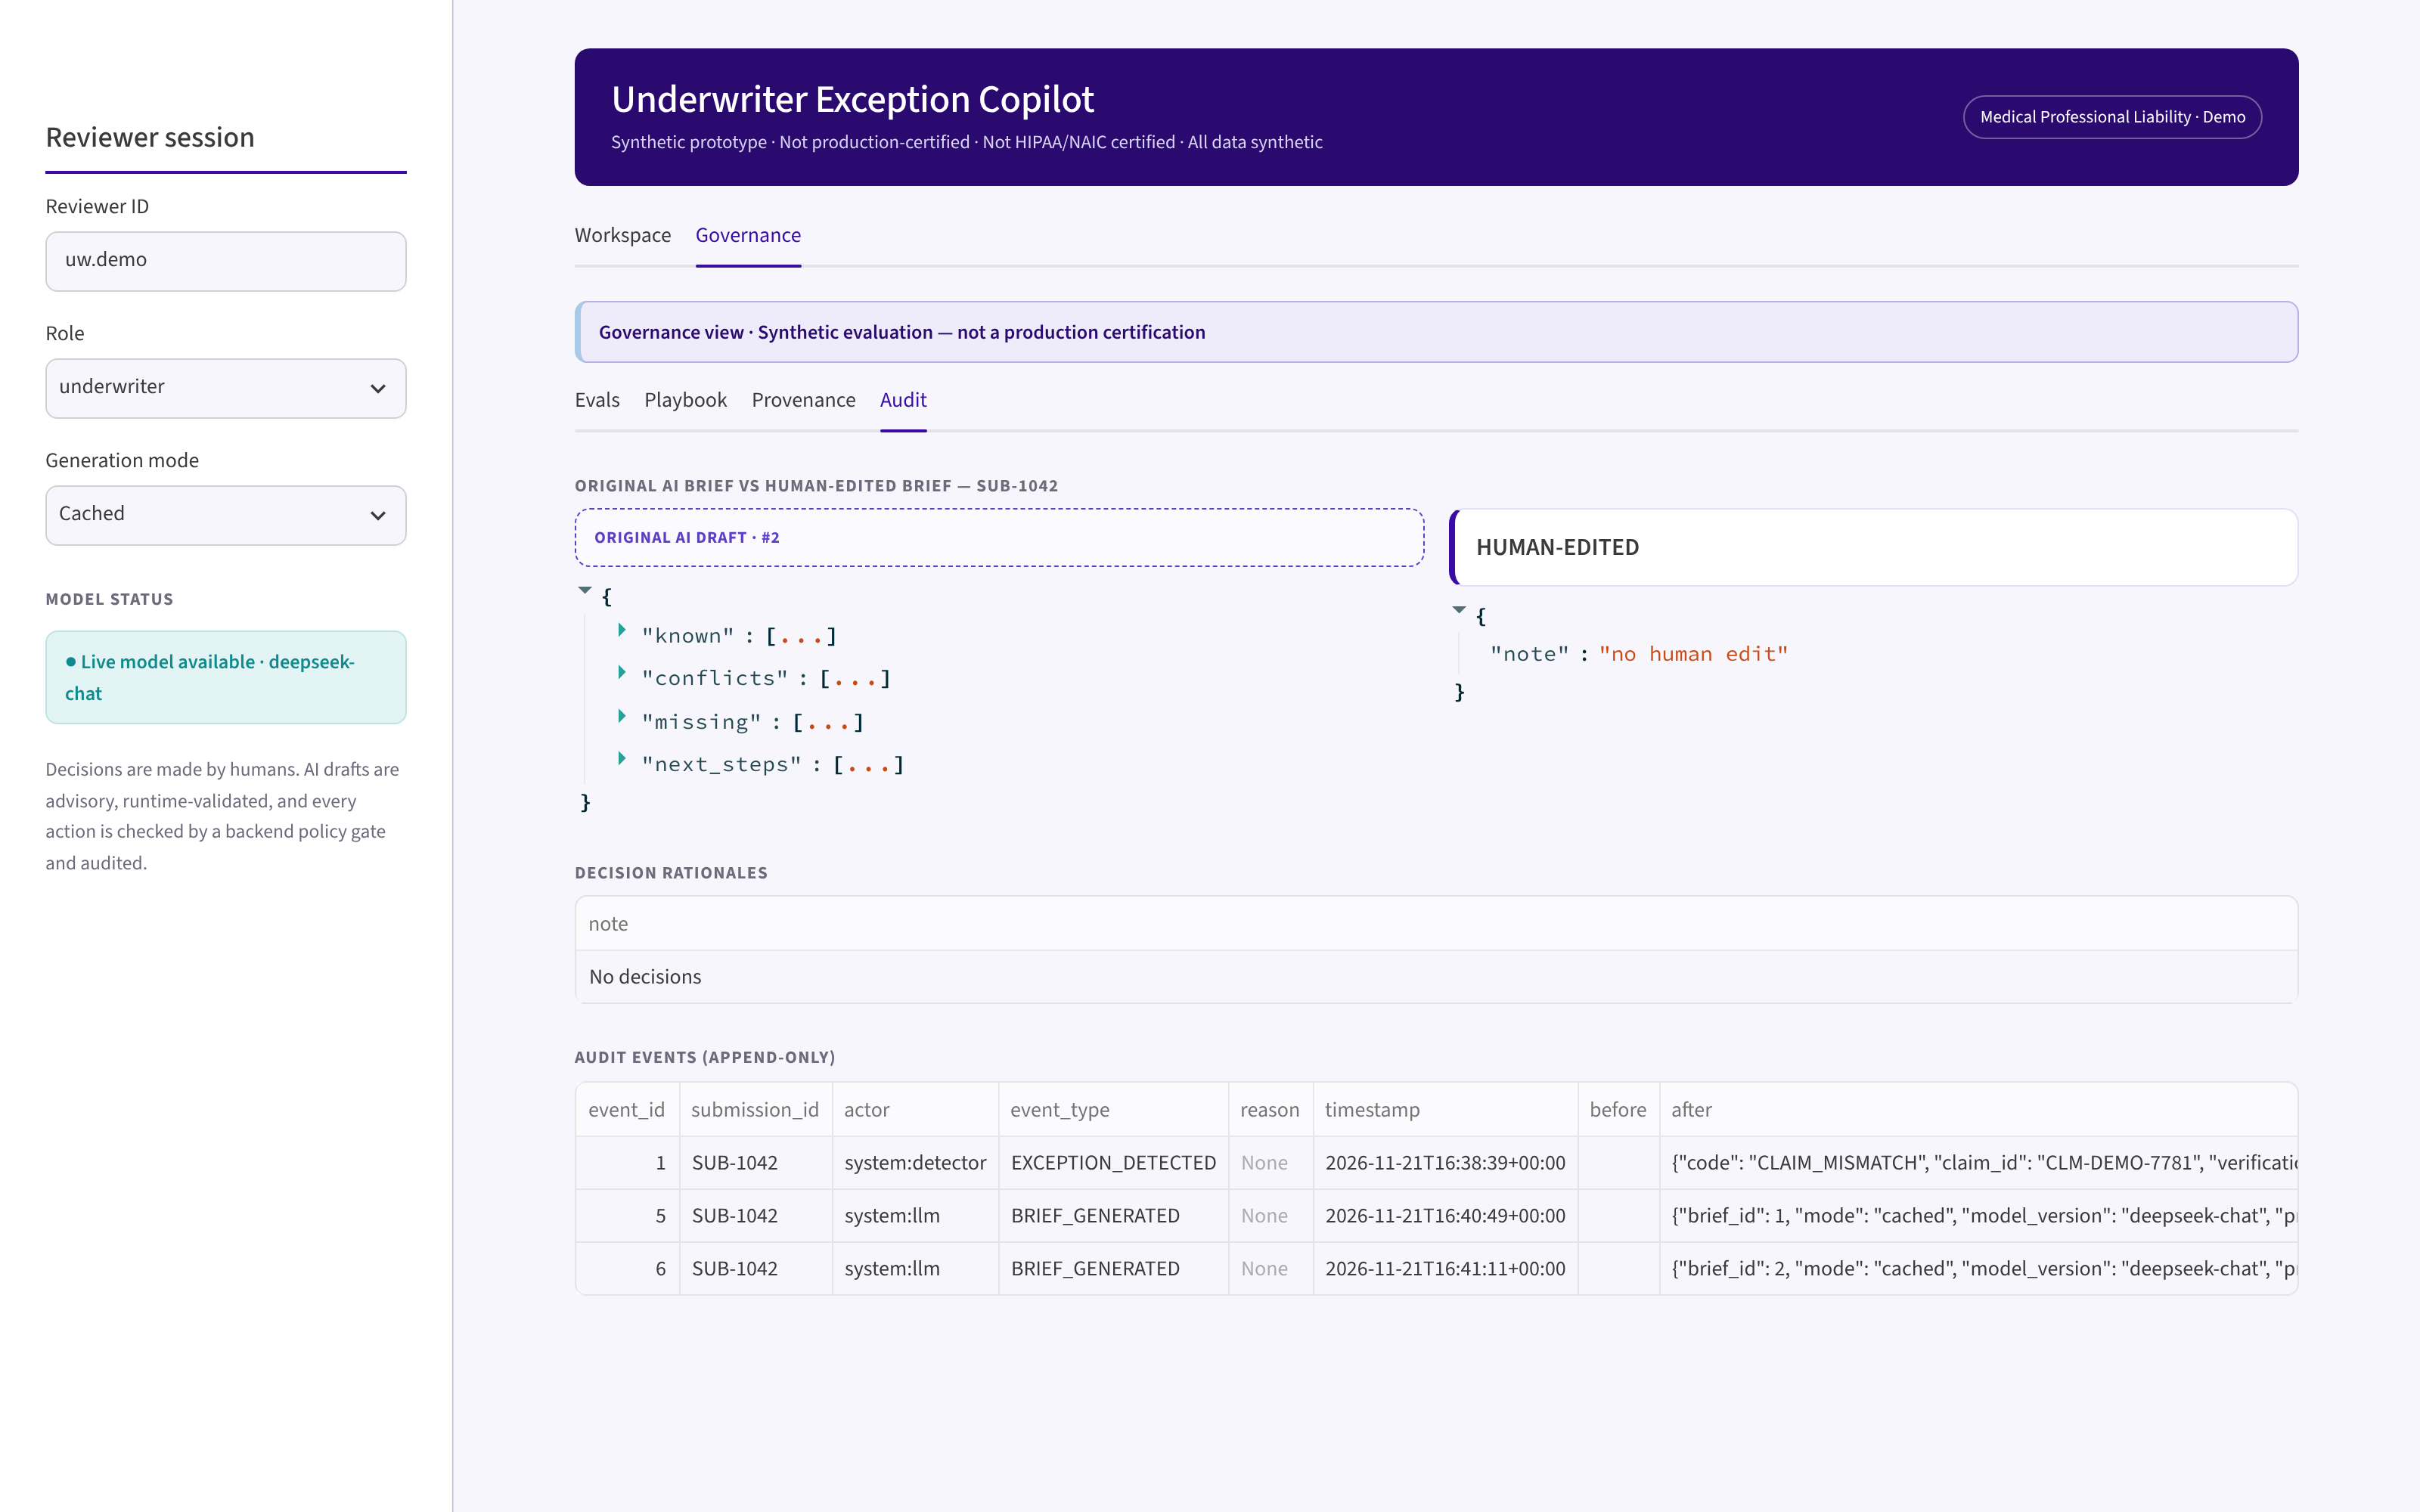 Reviewer session
Reviewer ID
uw.demo
Role
underwriter
Generation mode
Cached
MODEL STATUS
● Live model available · deepseek-
chat
Decisions are made by humans. AI drafts are
advisory, runtime-validated, and every
action is checked by a backend policy gate
and audited.
Underwriter Exception Copilot
Synthetic prototype · Not production-certified · Not HIPAA/NAIC certified · All data synthetic
Medical Professional Liability · Demo
Workspace Governance
Governance view · Synthetic evaluation — not a production certification
Evals Playbook Provenance Audit
ORIGINAL AI BRIEF VS HUMAN-EDITED BRIEF — SUB-1042
ORIGINAL AI DRAFT · #2
{
"known" : [...]
"conflicts" : [...]
"missing" : [...]
"next_steps" : [...]
}
HUMAN-EDITED
{
"note" : "no human edit"
}
DECISION RATIONALES
note
No decisions
AUDIT EVENTS (APPEND-ONLY)
event_id submission_id actor event_type reason timestamp before after
1 SUB-1042 system:detector EXCEPTION_DETECTED None 2026-11-21T16:38:39+00:00 {"code": "CLAIM_MISMATCH", "claim_id": "CLM-DEMO-7781", "verificatio
5 SUB-1042 system:llm BRIEF_GENERATED None 2026-11-21T16:40:49+00:00 {"brief_id": 1, "mode": "cached", "model_version": "deepseek-chat", "pr
6 SUB-1042 system:llm BRIEF_GENERATED None 2026-11-21T16:41:11+00:00 {"brief_id": 2, "mode": "cached", "model_version": "deepseek-chat", "pr